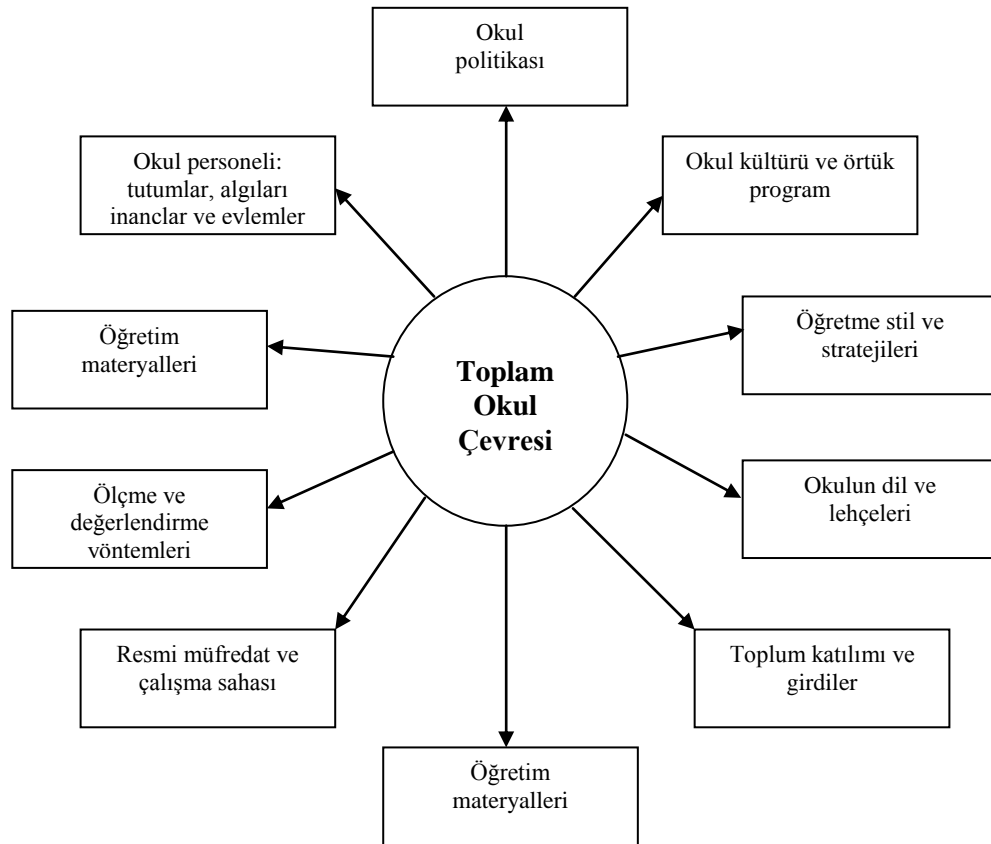 Okul
politikası
Okul personeli:
tutumlar, algıları
inançlar ve evlemler
Okul kültürü ve örtük
program
Öğretim
materyalleri
Öğretme stil ve
stratejileri
Toplam
Okul
Çevresi
Ölçme ve
değerlendirme
vöntemleri
Okulun dil ve
lehçeleri
Resmi müfredat ve
çalışma sahası
Toplum katılımı ve
girdiler
Öğretim
materyalleri